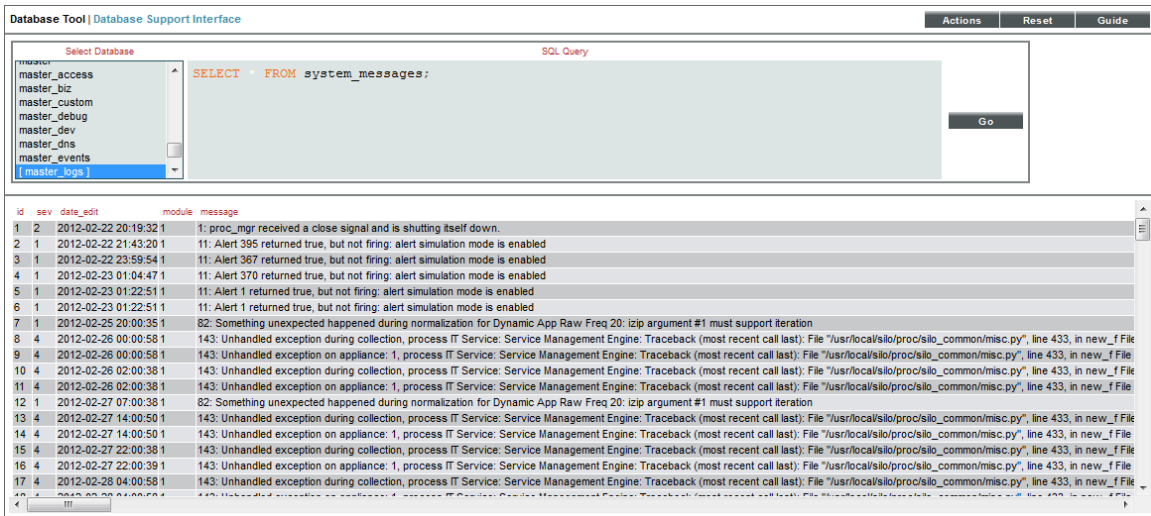 Database Tool | Database Support Interface
Actions Reset Guide
Select Database SQL Query
master
master_access
master_biz
master_custom
master_debug
master_dev
master_dns
master_events
[ master_logs ]
SELECT * FROM system_messages;
Go
id sev date_edit module message
1 2 2012-02-22 20:19:32 1 1: proc_mgr received a close signal and is shutting itself down.
2 1 2012-02-22 21:43:20 1 11: Alert 395 returned true, but not firing: alert simulation mode is enabled
3 1 2012-02-22 23:59:54 1 11: Alert 367 returned true, but not firing: alert simulation mode is enabled
4 1 2012-02-23 01:04:47 1 11: Alert 370 returned true, but not firing: alert simulation mode is enabled
5 1 2012-02-23 01:22:51 1 11: Alert 1 returned true, but not firing: alert simulation mode is enabled
6 1 2012-02-23 01:22:51 1 11: Alert 1 returned true, but not firing: alert simulation mode is enabled
7 1 2012-02-25 20:00:35 1 82: Something unexpected happened during normalization for Dynamic App Raw Freq 20: izip argument #1 must support iteration
8 4 2012-02-26 00:00:58 1 143: Unhandled exception during collection, process IT Service: Service Management Engine: Traceback (most recent call last): File "/usr/local/silo/proc/silo_common/misc.py", line 433, in new_f File
9 4 2012-02-26 00:00:58 1 143: Unhandled exception on appliance: 1, process IT Service: Service Management Engine: Traceback (most recent call last): File "/usr/local/silo/proc/silo_common/misc.py", line 433, in new_f File
10 4 2012-02-26 02:00:38 1 143: Unhandled exception during collection, process IT Service: Service Management Engine: Traceback (most recent call last): File "/usr/local/silo/proc/silo_common/misc.py", line 433, in new_f File
11 4 2012-02-26 02:00:38 1 143: Unhandled exception on appliance: 1, process IT Service: Service Management Engine: Traceback (most recent call last): File "/usr/local/silo/proc/silo_common/misc.py", line 433, in new_f File
12 1 2012-02-27 07:00:38 1 82: Something unexpected happened during normalization for Dynamic App Raw Freq 20: izip argument #1 must support iteration
13 4 2012-02-27 14:00:50 1 143: Unhandled exception during collection, process IT Service: Service Management Engine: Traceback (most recent call last): File "/usr/local/silo/proc/silo_common/misc.py", line 433, in new_f File
14 4 2012-02-27 14:00:50 1 143: Unhandled exception on appliance: 1, process IT Service: Service Management Engine: Traceback (most recent call last): File "/usr/local/silo/proc/silo_common/misc.py", line 433, in new_f File
15 4 2012-02-27 22:00:38 1 143: Unhandled exception during collection, process IT Service: Service Management Engine: Traceback (most recent call last): File "/usr/local/silo/proc/silo_common/misc.py", line 433, in new_f File
16 4 2012-02-27 22:00:39 1 143: Unhandled exception on appliance: 1, process IT Service: Service Management Engine: Traceback (most recent call last): File "/usr/local/silo/proc/silo_common/misc.py", line 433, in new_f File
17 4 2012-02-28 04:00:58 1 143: Unhandled exception during collection, process IT Service: Service Management Engine: Traceback (most recent call last): File "/usr/local/silo/proc/silo_common/misc.py", line 433, in new_f File